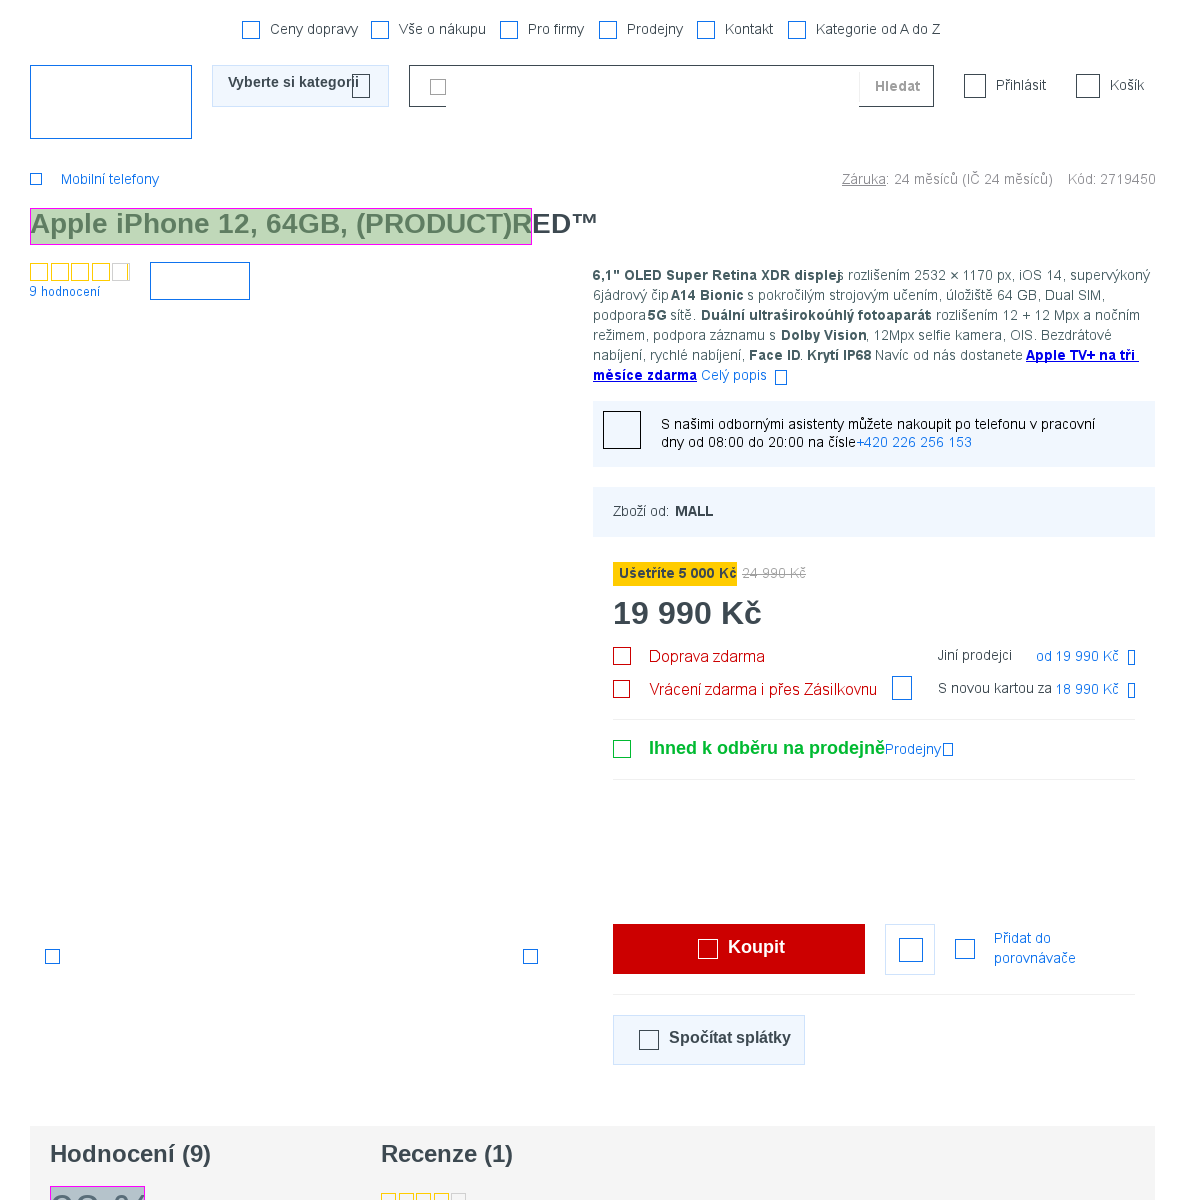 Ceny dopravy Vše o nákupu Pro firmy Prodejny Kontakt Kategorie od A do Z
Vyberte si kategorii Hledat Přihlásit Košík
Mobilní telefony Záruka: 24 měsíců (IČ 24 měsíců) Kód: 2719450
Apple iPhone 12, 64GB, (PRODUCT)RED™
9 hodnocení
6,1" OLED Super Retina XDR displej s rozlišením 2532 × 1170 px, iOS 14, supervýkoný
6jádrový čip A14 Bionic s pokročilým strojovým učením, úložiště 64 GB, Dual SIM,
podpora 5G sítě. Duální ultraširokoúhlý fotoaparát s rozlišením 12 + 12 Mpx a nočním
režimem, podpora záznamu s Dolby Vision, 12Mpx selfie kamera, OIS. Bezdrátové
nabíjení, rychlé nabíjení, Face ID. Krytí IP68 Navíc od nás dostanete Apple TV+ na tři
měsíce zdarma Celý popis
S našimi odbornými asistenty můžete nakoupit po telefonu v pracovní
dny od 08:00 do 20:00 na čísle +420 226 256 153
Zboží od: MALL
Ušetříte 5 000 Kč 24 990 Kč
19 990 Kč
Doprava zdarma Jiní prodejci od 19 990 Kč
Vrácení zdarma i přes Zásilkovnu S novou kartou za 18 990 Kč
Ihned k odběru na prodejně Prodejny
Koupit Přidat do
porovnávače
Spočítat splátky
Hodnocení (9) Recenze (1)